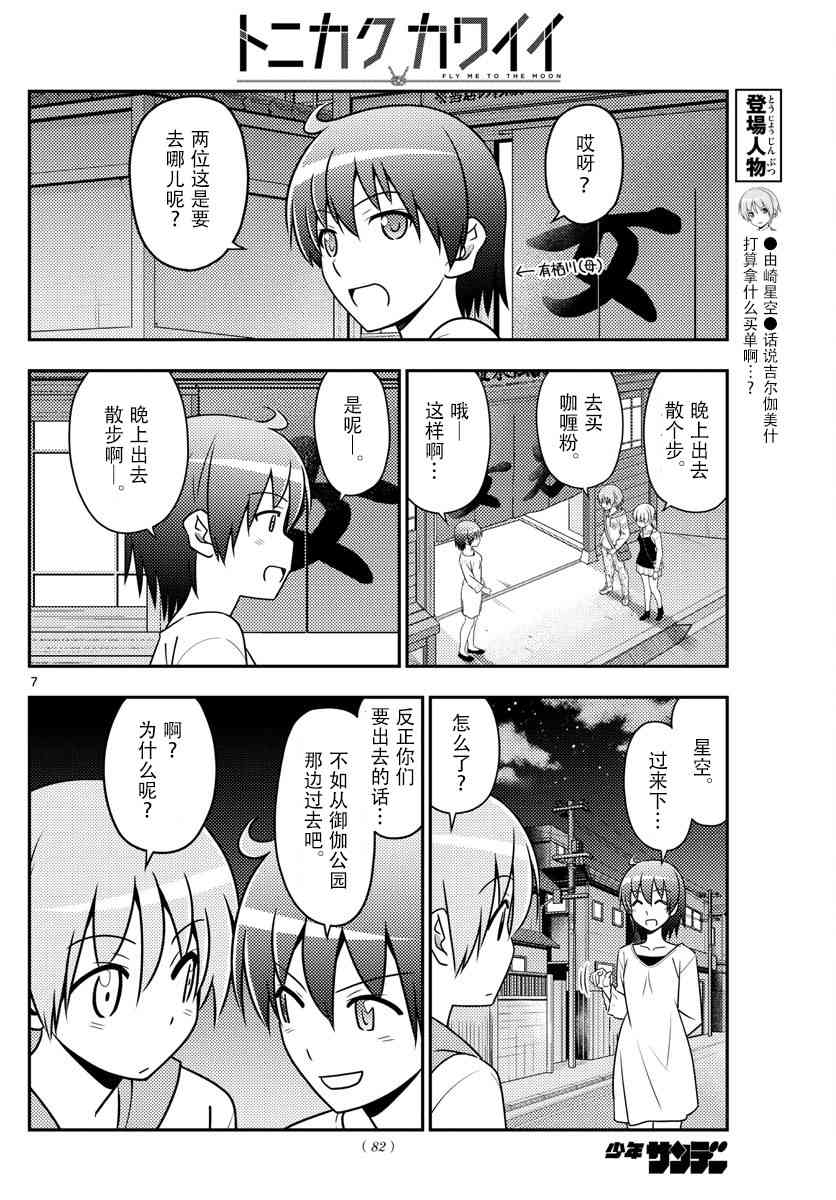 トニカクカワイイ
FLY ME TO THE MOON
登場人物
とうじょうじんぶつ
●由崎星空●话说吉尔伽美什
打算拿什么买单啊…？
※当店
哎呀？
两位这是要
去哪儿呢？
女
←有栖川（母）
晚上出去
散个步。
去买
咖喱粉。
哦—
这样啊…
是呢—。
晚上出去
散步啊
—。
7
星空。
过来下…
怎么了？
反正你们
要出去的话…
不如从御伽公园
那边过去吧。
啊？
为什么呢？
（82）
少年サンデー